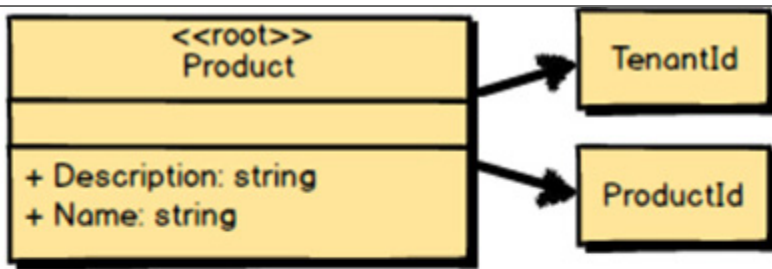 <<root>>
Product
TenantId
+ Description: string
+ Name: string
ProductId